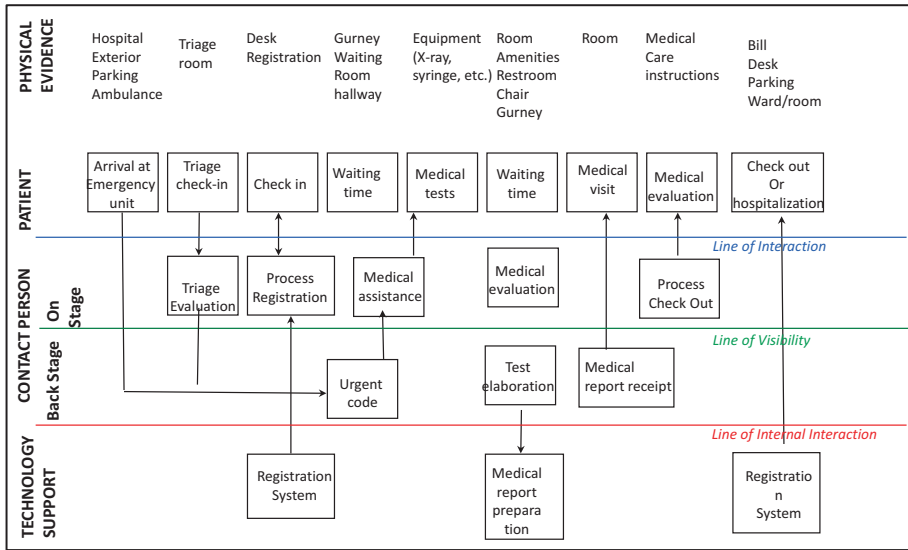 PHYSICAL
EVIDENCE
Hospital
Exterior
Parking
Ambulance
Triage
room
Desk
Registration
Gurney
Waiting
Room
hallway
Equipment
(X-ray,
syringe, etc.)
Room
Amenities
Restroom
Chair
Gurney
Room
Medical
Care
instructions
Bill
Desk
Parking
Ward/room
PATIENT
Arrival at
Emergency
unit
Triage
check-in
Check in
Waiting
time
Medical
tests
Waiting
time
Medical
visit
Medical
evaluation
Check out
Or
hospitalization
Line of Interaction
CONTACT PERSON
On
Stage
Triage
Evaluation
Process
Registration
Medical
assistance
Medical
evaluation
Process
Check Out
Line of Visibility
Back Stage
Urgent
code
Test
elaboration
Medical
report receipt
Line of Internal Interaction
TECHNOLOGY
SUPPORT
Registration
System
Medical
report
prepara
tion
Registratio
n
System